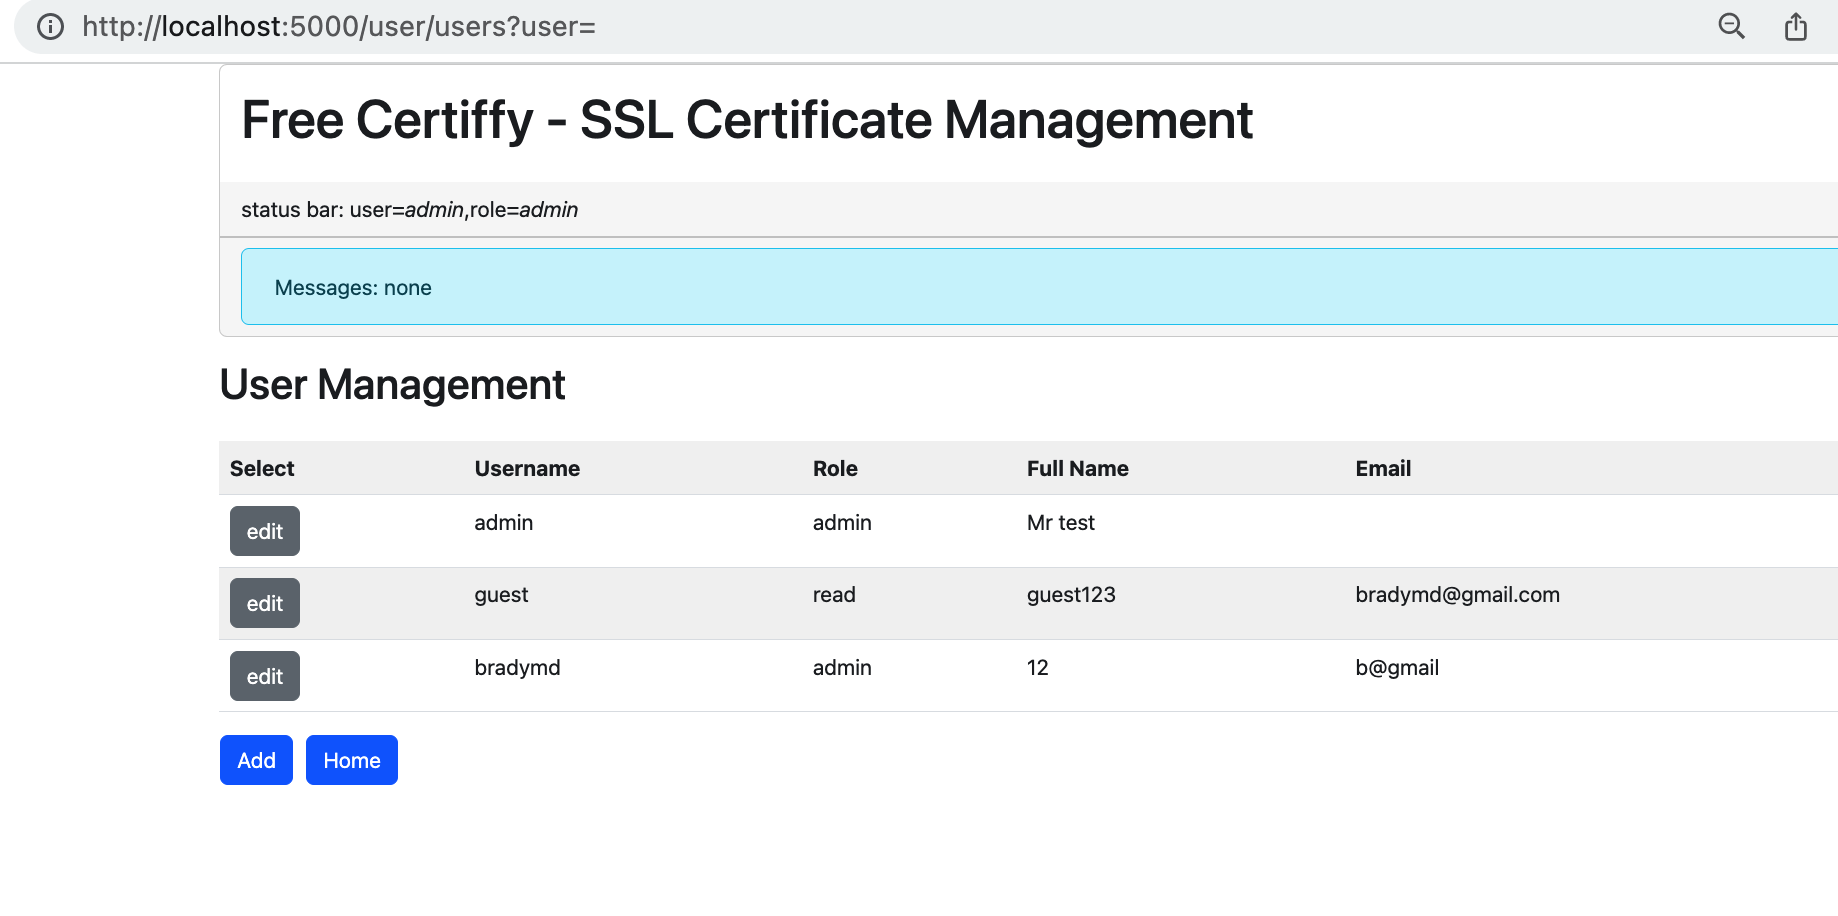 http://localhost:5000/user/users?user=
Free Certiffy - SSL Certificate Management
status bar: user=admin,role=admin
Messages: none
User Management
Select Username Role Full Name Email
edit admin admin Mr test
edit guest read guest123 bradymd@gmail.com
edit bradymd admin 12 b@gmail
Add Home